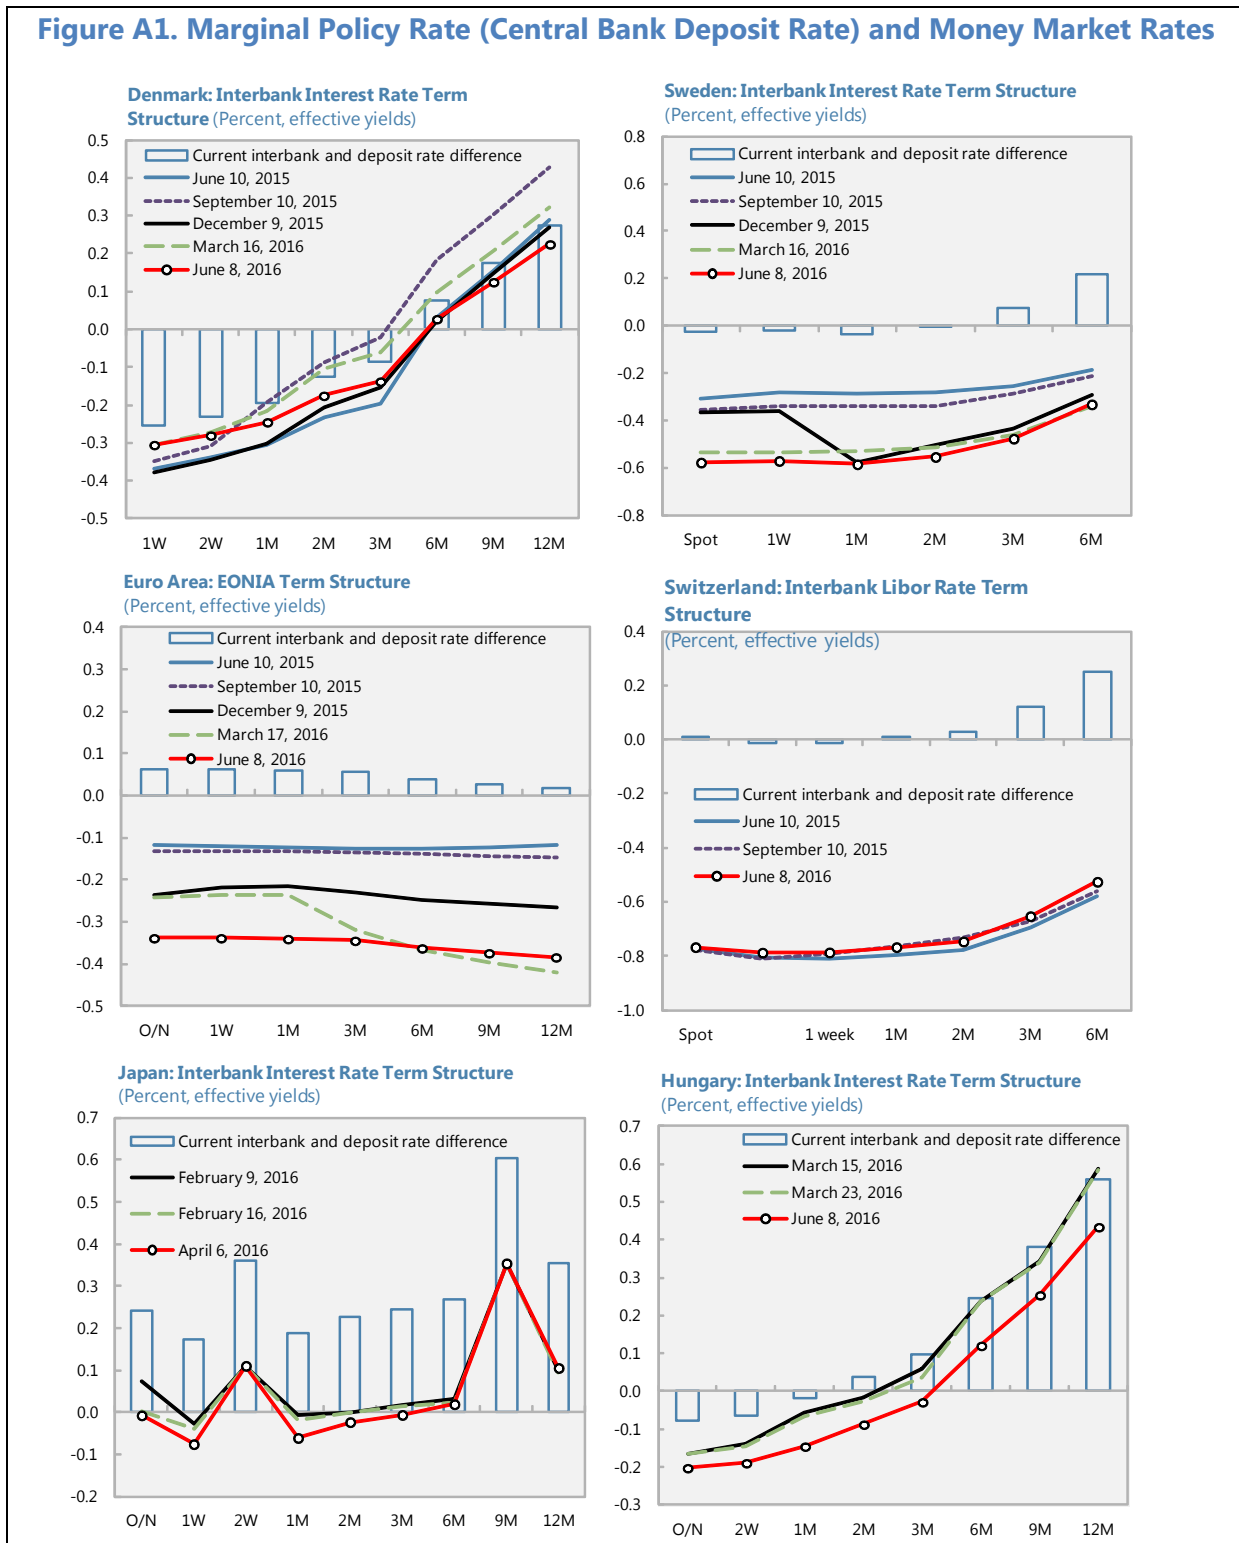 Figure A1. Marginal Policy Rate (Central Bank Deposit Rate) and Money Market Rates
Denmark: Interbank Interest Rate Term
Structure (Percent, effective yields)
0.5
0.4
0.3
0.2
0.1
0.0
-0.1
-0.2
-0.3
-0.4
-0.5
Current interbank and deposit rate difference
June 10, 2015
September 10, 2015
December 9, 2015
March 16, 2016
June 8, 2016
1W 2W 1M 2M 3M 6M 9M 12M
Sweden: Interbank Interest Rate Term Structure
(Percent, effective yields)
0.8
0.6
0.4
0.2
0.0
-0.2
-0.4
-0.6
-0.8
Current interbank and deposit rate difference
June 10, 2015
September 10, 2015
December 9, 2015
March 16, 2016
June 8, 2016
Spot 1W 1M 2M 3M 6M
Euro Area: EONIA Term Structure
(Percent, effective yields)
0.4
0.3
0.2
0.1
0.0
-0.1
-0.2
-0.3
-0.4
-0.5
Current interbank and deposit rate difference
June 10, 2015
September 10, 2015
December 9, 2015
March 17, 2016
June 8, 2016
O/N 1W 1M 3M 6M 9M 12M
Switzerland: Interbank Libor Rate Term
Structure
(Percent, effective yields)
0.4
0.2
0.0
-0.2
-0.4
-0.6
-0.8
-1.0
Current interbank and deposit rate difference
June 10, 2015
September 10, 2015
June 8, 2016
Spot 1 week 1M 2M 3M 6M
Japan: Interbank Interest Rate Term Structure
(Percent, effective yields)
0.7
0.6
0.5
0.4
0.3
0.2
0.1
0.0
-0.1
-0.2
Current interbank and deposit rate difference
February 9, 2016
February 16, 2016
April 6, 2016
O/N 1W 2W 1M 2M 3M 6M 9M 12M
Hungary: Interbank Interest Rate Term Structure
(Percent, effective yields)
0.7
0.6
0.5
0.4
0.3
0.2
0.1
0.0
-0.1
-0.2
-0.3
Current interbank and deposit rate difference
March 15, 2016
March 23, 2016
June 8, 2016
O/N 2W 1M 2M 3M 6M 9M 12M